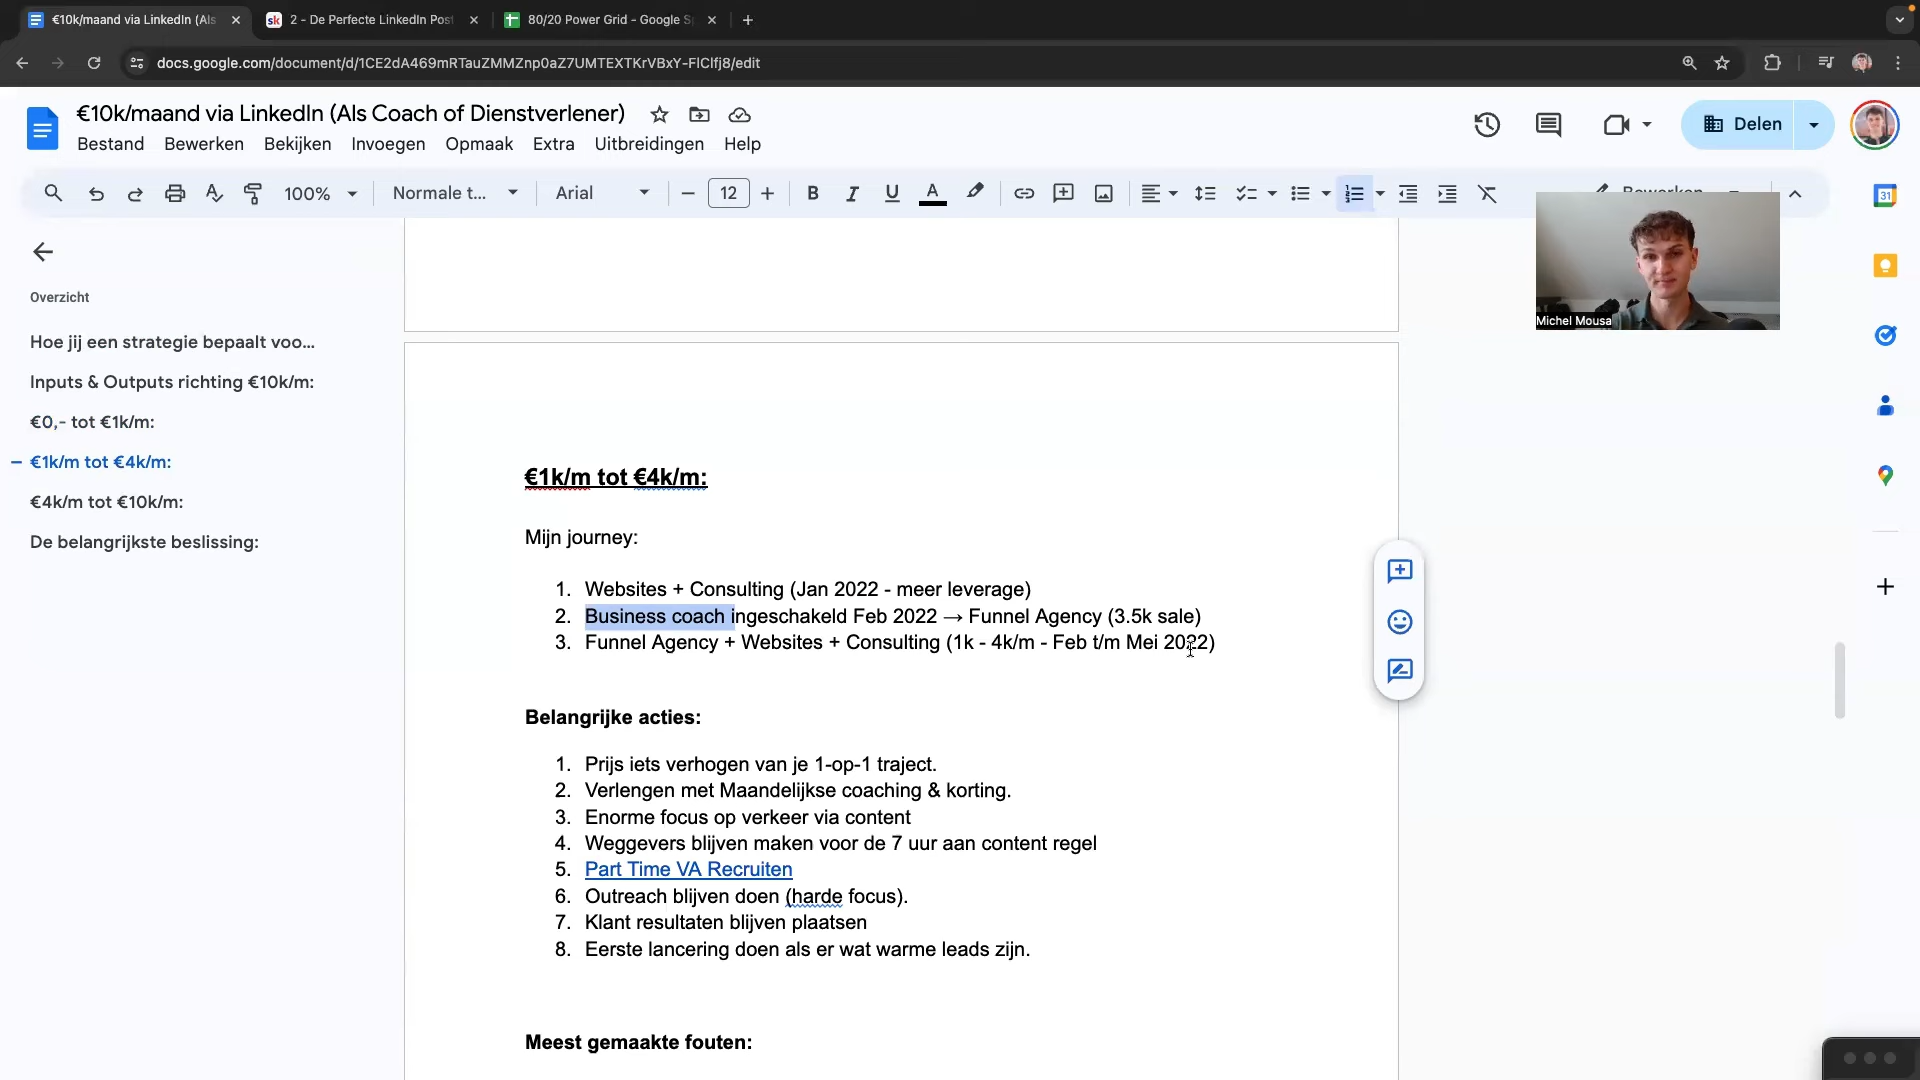 €10k/maand via LinkedIn (Als
2 - De Perfecte LinkedIn Pos
80/20 Power Grid - Google S
docs.google.com/document/d/1CE2dA469mRTauZMMZnp0aZ7UMTEXTKrVBxY-FlClfj8/edit
€10k/maand via LinkedIn (Als Coach of Dienstverlener)
Bestand Bewerken Bekijken Invoegen Opmaak Extra Uitbreidingen Help
Delen
100% Normale t... Arial 12
Bewerken
Michel Mousa
Overzicht
Hoe jij een strategie bepaalt voo...
Inputs & Outputs richting €10k/m:
€0,- tot €1k/m:
€1k/m tot €4k/m:
€4k/m tot €10k/m:
De belangrijkste beslissing:
€1k/m tot €4k/m:
Mijn journey:
1. Websites + Consulting (Jan 2022 - meer leverage)
2. Business coach ingeschakeld Feb 2022 → Funnel Agency (3.5k sale)
3. Funnel Agency + Websites + Consulting (1k - 4k/m - Feb t/m Mei 2022)
Belangrijke acties:
1. Prijs iets verhogen van je 1-op-1 traject.
2. Verlengen met Maandelijkse coaching & korting.
3. Enorme focus op verkeer via content
4. Weggevers blijven maken voor de 7 uur aan content regel
5. Part Time VA Recruiten
6. Outreach blijven doen (harde focus).
7. Klant resultaten blijven plaatsen
8. Eerste lancering doen als er wat warme leads zijn.
Meest gemaakte fouten: